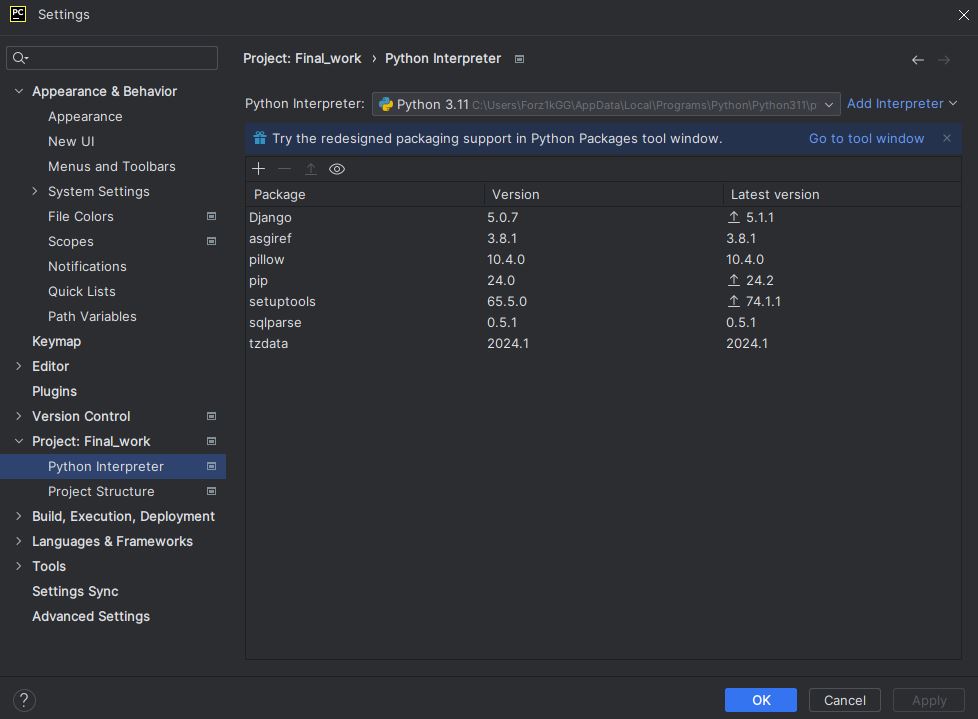 PC
Settings
Project: Final_work › Python Interpreter
Appearance & Behavior
Appearance
New UI
Menus and Toolbars
System Settings
File Colors
Scopes
Notifications
Quick Lists
Path Variables
Keymap
Editor
Plugins
Version Control
Project: Final_work
Python Interpreter
Project Structure
Build, Execution, Deployment
Languages & Frameworks
Tools
Settings Sync
Advanced Settings
Python Interpreter: Python 3.11 C:\Users\Forz1kGG\AppData\Local\Programs\Python\Python311\p Add Interpreter
Try the redesigned packaging support in Python Packages tool window. Go to tool window
Package Version Latest version
Django 5.0.7 5.1.1
asgiref 3.8.1 3.8.1
pillow 10.4.0 10.4.0
pip 24.0 24.2
setuptools 65.5.0 74.1.1
sqlparse 0.5.1 0.5.1
tzdata 2024.1 2024.1
?
OK Cancel Apply